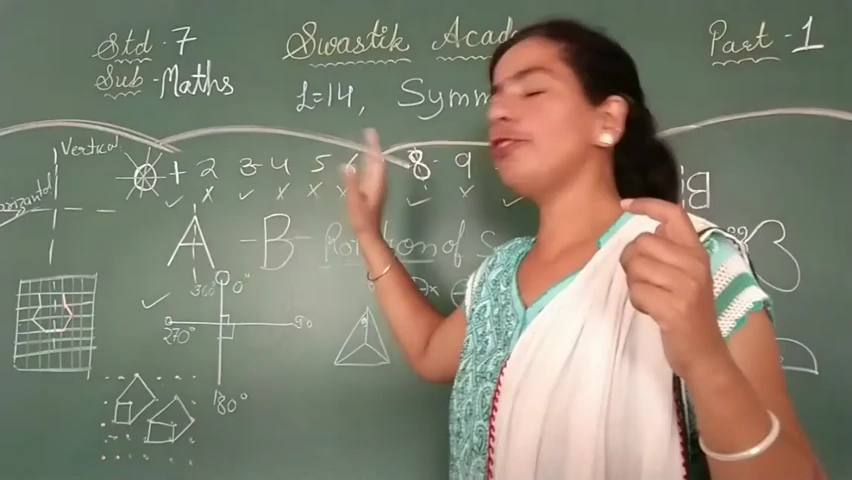 Std - 7
Sub - Maths
Swastik Acad
Part - 1
L=14, Symm
Vertical
1 2 3 4 5 6 8 9
A B
Rotation of S
360° 0°
270° 90
180°